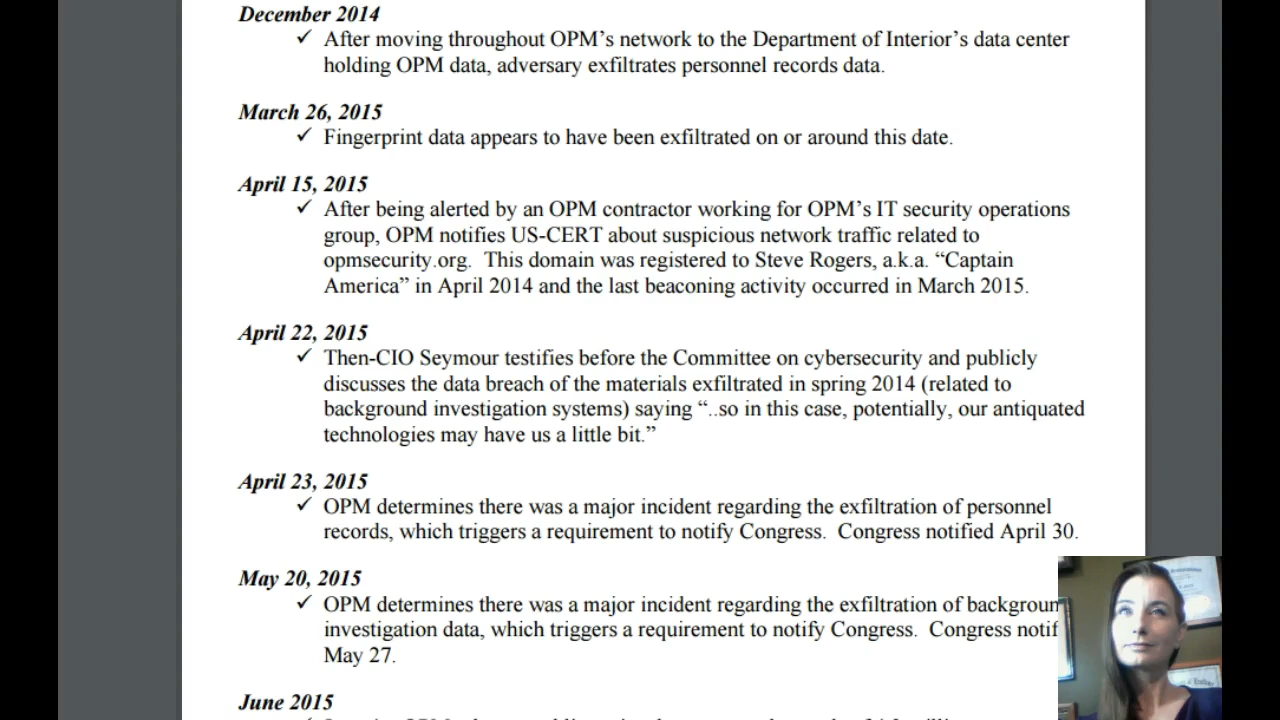 December 2014
✓ After moving throughout OPM’s network to the Department of Interior’s data center
holding OPM data, adversary exfiltrates personnel records data.
March 26, 2015
✓ Fingerprint data appears to have been exfiltrated on or around this date.
April 15, 2015
✓ After being alerted by an OPM contractor working for OPM’s IT security operations
group, OPM notifies US-CERT about suspicious network traffic related to
opmsecurity.org.  This domain was registered to Steve Rogers, a.k.a. “Captain
America” in April 2014 and the last beaconing activity occurred in March 2015.
April 22, 2015
✓ Then-CIO Seymour testifies before the Committee on cybersecurity and publicly
discusses the data breach of the materials exfiltrated in spring 2014 (related to
background investigation systems) saying “..so in this case, potentially, our antiquated
technologies may have us a little bit.”
April 23, 2015
✓ OPM determines there was a major incident regarding the exfiltration of personnel
records, which triggers a requirement to notify Congress.  Congress notified April 30.
May 20, 2015
✓ OPM determines there was a major incident regarding the exfiltration of backgroun
investigation data, which triggers a requirement to notify Congress.  Congress notif
May 27.
June 2015